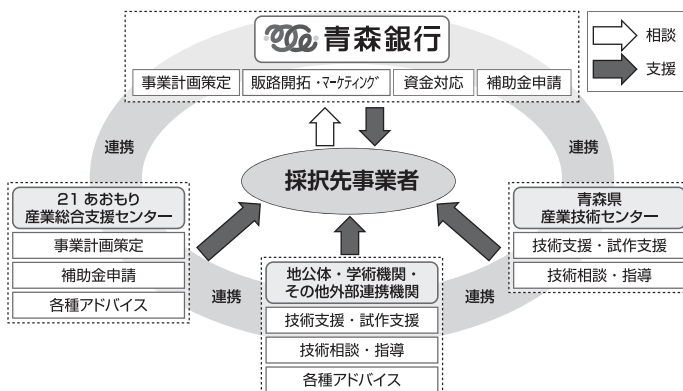 青森銀行
事業計画策定
販路開拓・マーケティング
資金対応
補助金申請
相談
支援
連携
連携
採択先事業者
21 あおもり
産業総合支援センター
事業計画策定
補助金申請
各種アドバイス
青森県
産業技術センター
技術支援・試作支援
技術相談・指導
連携
連携
地公体・学術機関・
その他外部連携機関
技術支援・試作支援
技術相談・指導
各種アドバイス